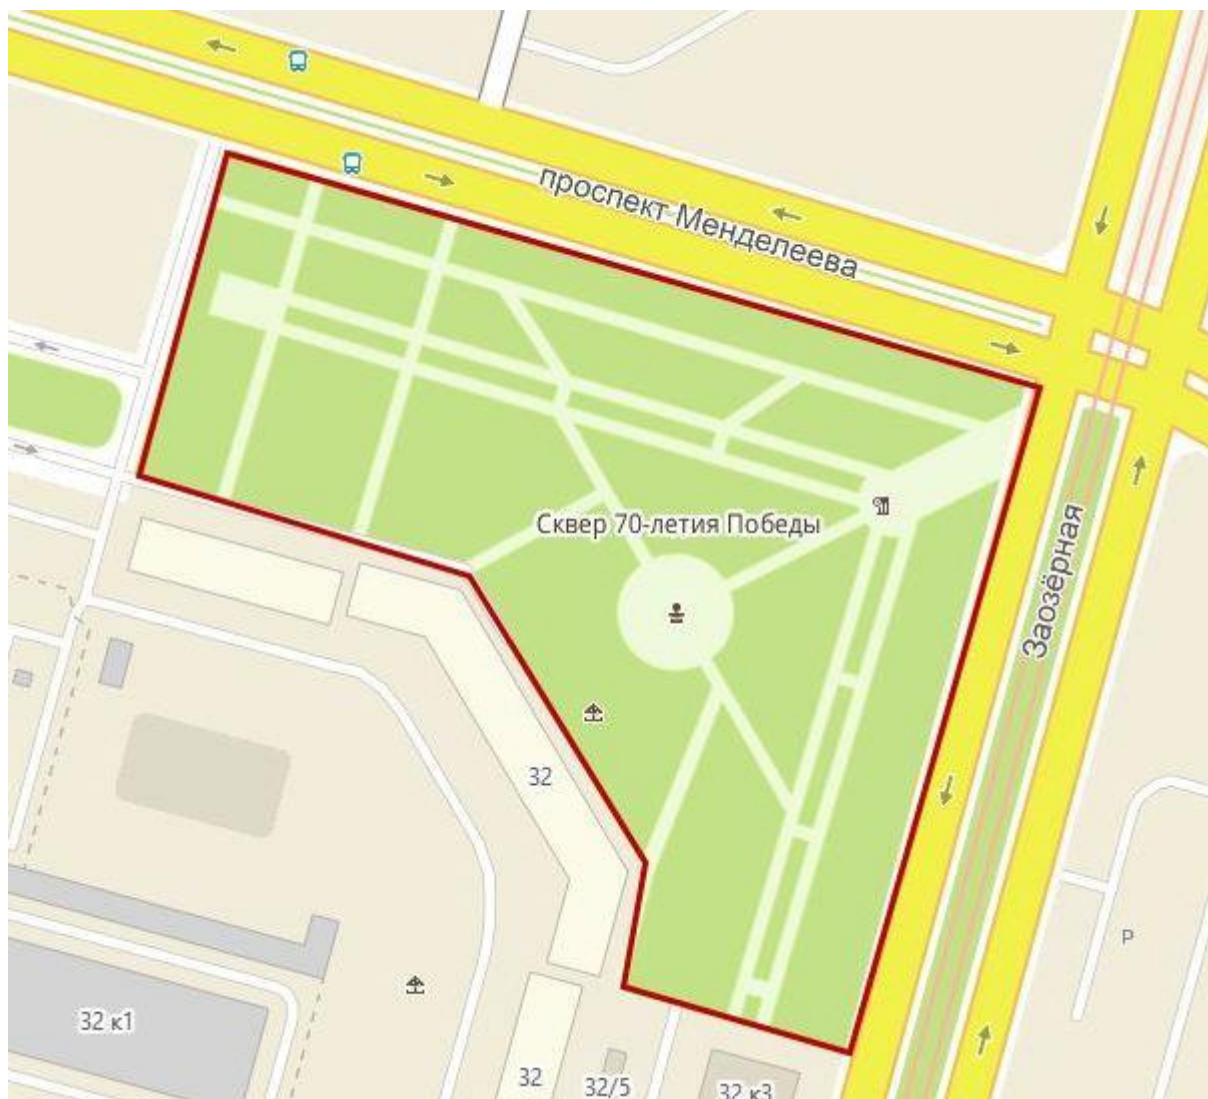 проспект Менделеева
Сквер 70-летия Победы
Заозёрная
32
P
32 к1
32
32/5
32 к3